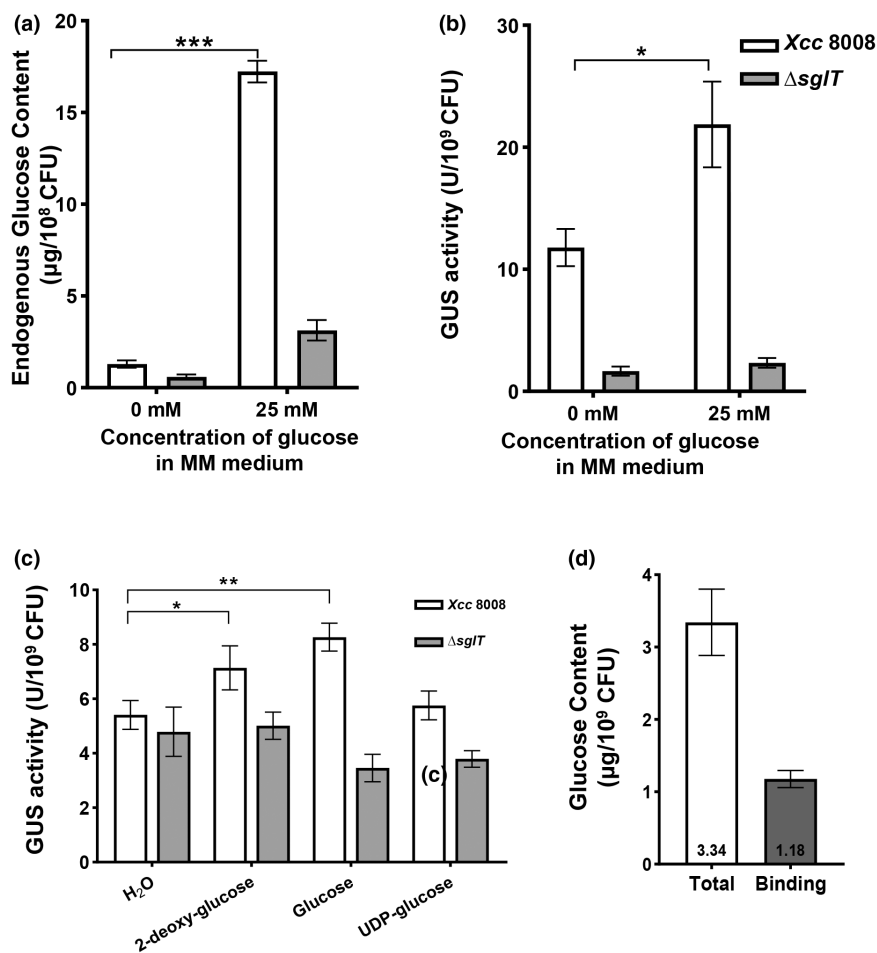 (a)
20
15
10
5
0
Endogenous Glucose Content
(µg/10⁸ CFU)
***
0 mM
25 mM
Concentration of glucose
in MM medium
(b)
30
20
10
0
GUS activity (U/10⁹ CFU)
*
Xcc 8008
ΔsglT
0 mM
25 mM
Concentration of glucose
in MM medium
(c)
10
8
6
4
2
0
GUS activity (U/10⁹ CFU)
**
*
Xcc 8008
ΔsglT
(c)
H₂O
2-deoxy-glucose
Glucose
UDP-glucose
(d)
4
3
2
1
0
Glucose Content
(µg/10⁹ CFU)
3.34
1.18
Total
Binding